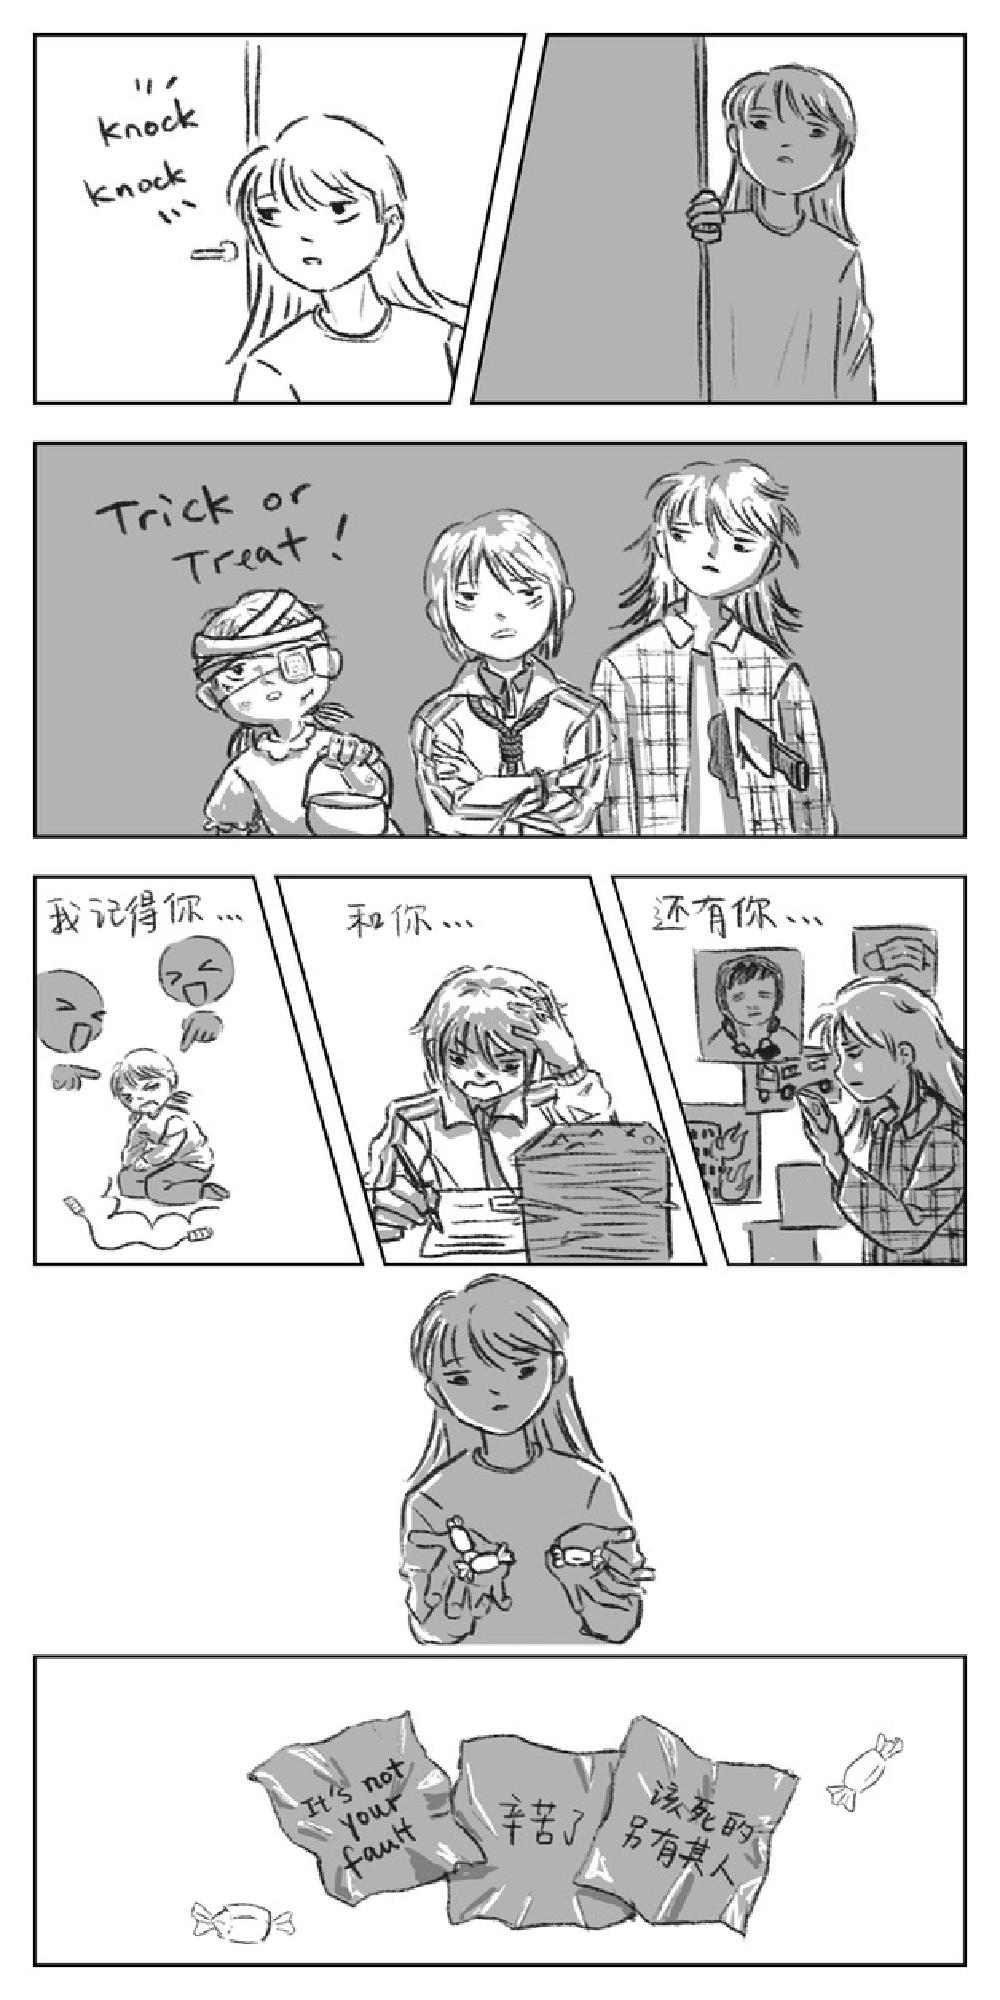 knock
knock
Trick or
Treat!
我记得你...
和你...
还有你...
It's not
your
fault
辛苦了
该死的
另有其人